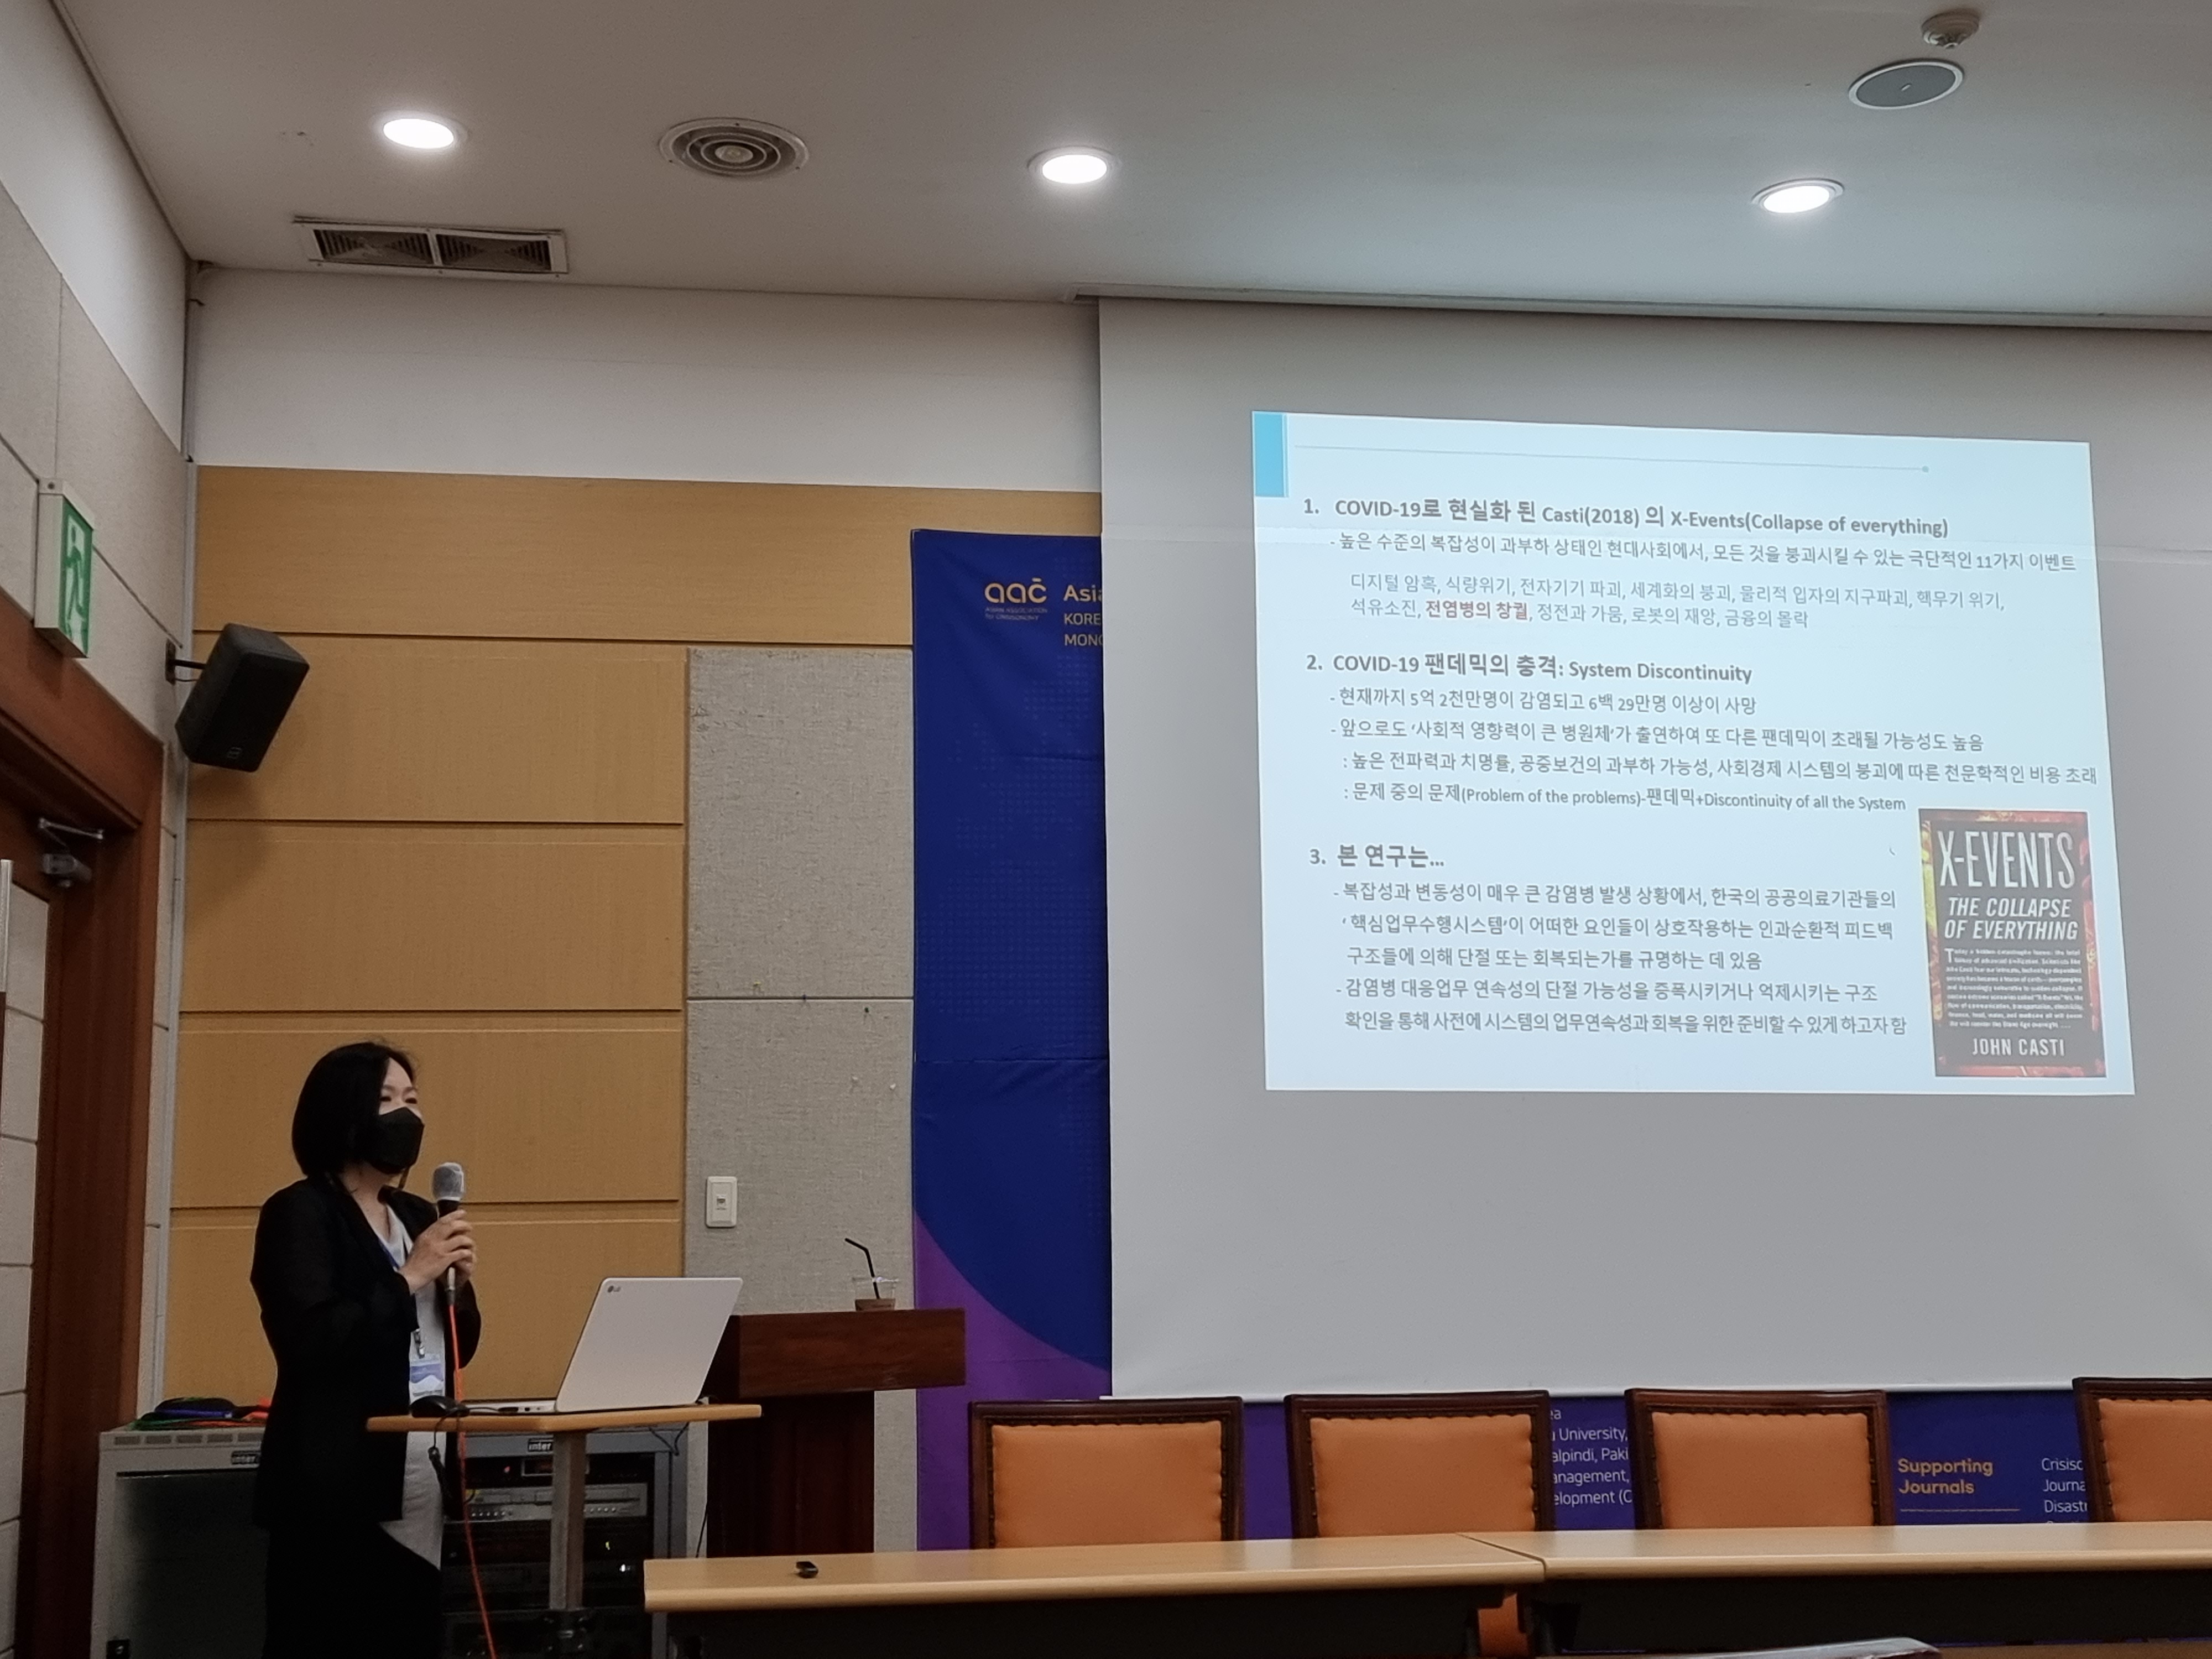 aac
ASIAN ASSOCIATION
for CRISISONOMY
Asia
KORE
MONG
1. COVID-19로 현실화 된 Casti(2018) 의 X-Events(Collapse of everything)
- 높은 수준의 복잡성이 과부하 상태인 현대사회에서, 모든 것을 붕괴시킬 수 있는 극단적인 11가지 이벤트
디지털 암흑, 식량위기, 전자기기 파괴, 세계화의 붕괴, 물리적 입자의 지구파괴, 핵무기 위기,
석유소진, 전염병의 창궐, 정전과 가뭄, 로봇의 재앙, 금융의 몰락
2. COVID-19 팬데믹의 충격: System Discontinuity
- 현재까지 5억 2천만명이 감염되고 6백 29만명 이상이 사망
- 앞으로도 '사회적 영향력이 큰 병원체'가 출연하여 또 다른 팬데믹이 초래될 가능성도 높음
: 높은 전파력과 치명률, 공중보건의 과부하 가능성, 사회경제 시스템의 붕괴에 따른 천문학적인 비용 초래
: 문제 중의 문제(Problem of the problems)-팬데믹+Discontinuity of all the System
3. 본 연구는...
- 복잡성과 변동성이 매우 큰 감염병 발생 상황에서, 한국의 공공의료기관들의
‘ 핵심업무수행시스템’이 어떠한 요인들이 상호작용하는 인과순환적 피드백
구조들에 의해 단절 또는 회복되는가를 규명하는 데 있음
- 감염병 대응업무 연속성의 단절 가능성을 증폭시키거나 억제시키는 구조
확인을 통해 사전에 시스템의 업무연속성과 회복을 위한 준비할 수 있게 하고자 함
X-EVENTS
THE COLLAPSE
OF EVERYTHING
JOHN CASTI
LG
inter
inter
ea
University,
alpindi, Paki
anagement,
elopment (C
Supporting
Journals
Crisisc
Journa
Disast